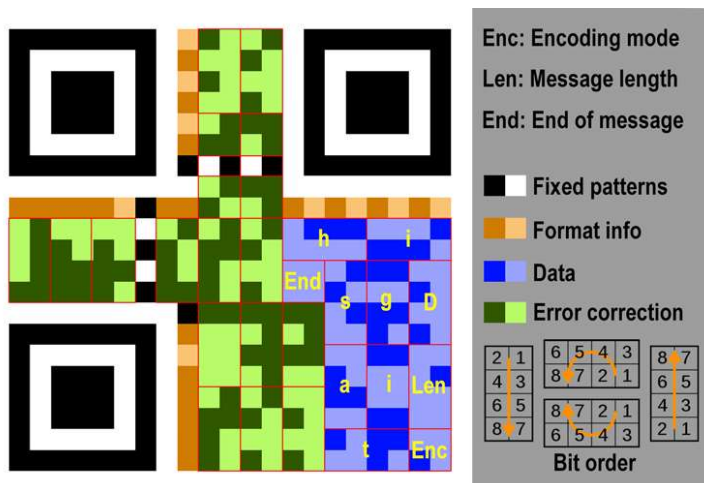 Enc: Encoding mode
Len: Message length
End: End of message
Fixed patterns
Format info
Data
Error correction
h i
End
s g D
a i Len
t Enc
2 1
4 3
6 5
8 7
6 5 4 3
8 7 2 1
8 7 2 1
6 5 4 3
8 7
6 5
4 3
2 1
Bit order